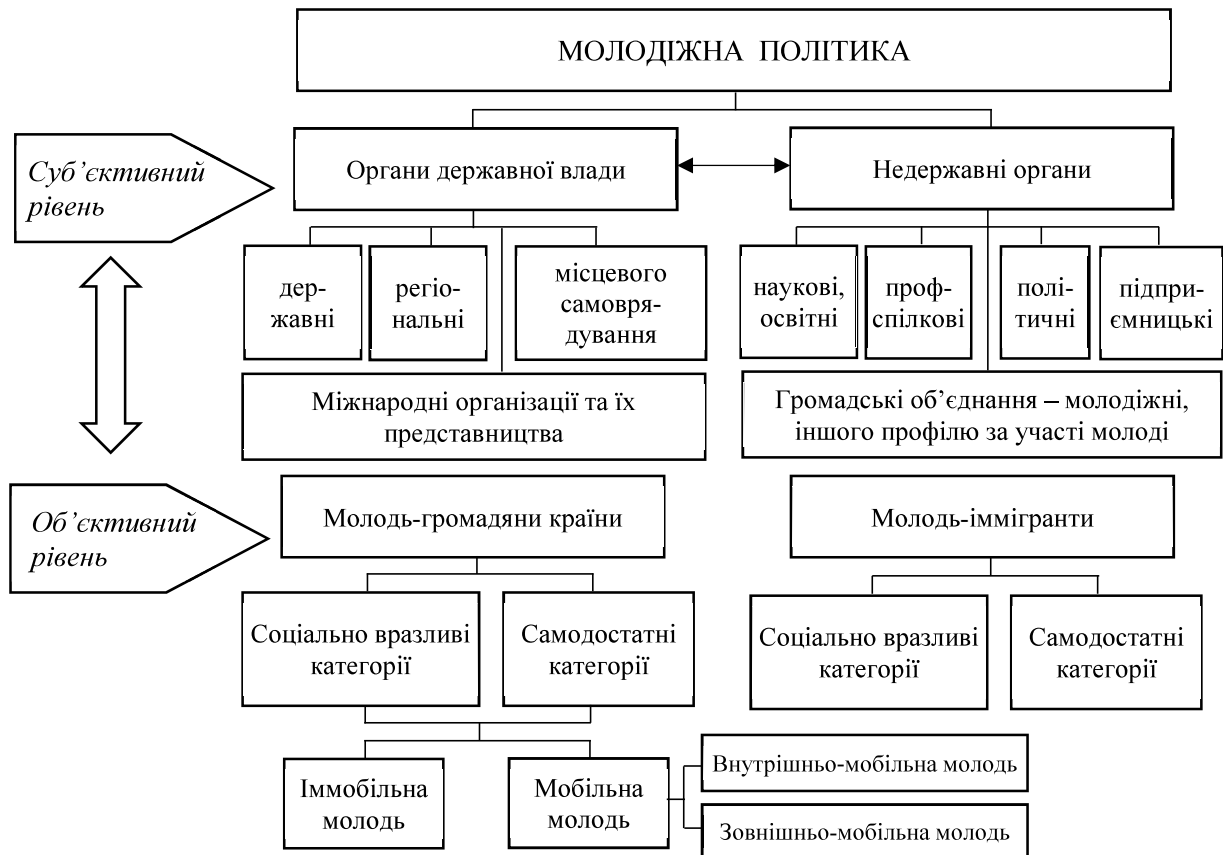 МОЛОДІЖНА ПОЛІТИКА
Суб’єктивний
рівень
Органи державної влади
Недержавні органи
дер-
жавні
регіо-
нальні
місцевого
самовря-
дування
наукові,
освітні
проф-
спілкові
полі-
тичні
підпри-
ємницькі
Міжнародні організації та їх
представництва
Громадські об’єднання – молодіжні,
іншого профілю за участі молоді
Об’єктивний
рівень
Молодь-громадяни країни
Молодь-іммігранти
Соціально вразливі
категорії
Самодостатні
категорії
Соціально вразливі
категорії
Самодостатні
категорії
Іммобільна
молодь
Мобільна
молодь
Внутрішньо-мобільна молодь
Зовнішньо-мобільна молодь